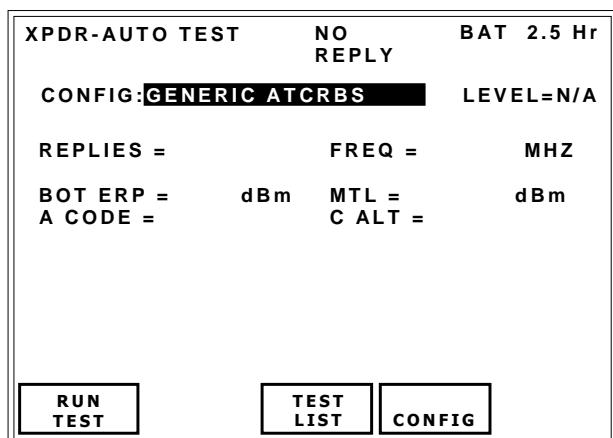 XPDR-AUTO TEST NO BAT 2.5 Hr
REPLY
CONFIG:GENERIC ATCRBS LEVEL=N/A
REPLIES = FREQ = MHZ
BOT ERP = dBm MTL = dBm
A CODE = C ALT =
RUN TEST
TEST LIST CONFIG